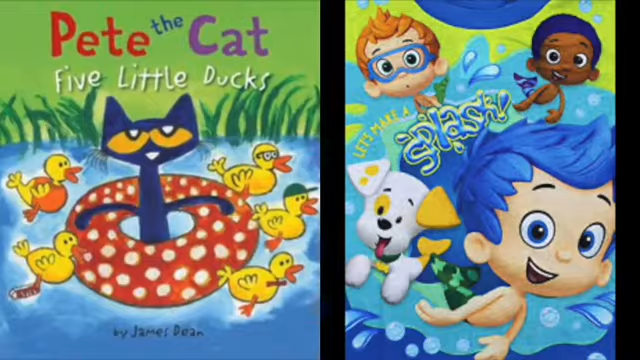 Pete the Cat
Five Little Ducks
by James Dean
LET'S MAKE A
Splash!